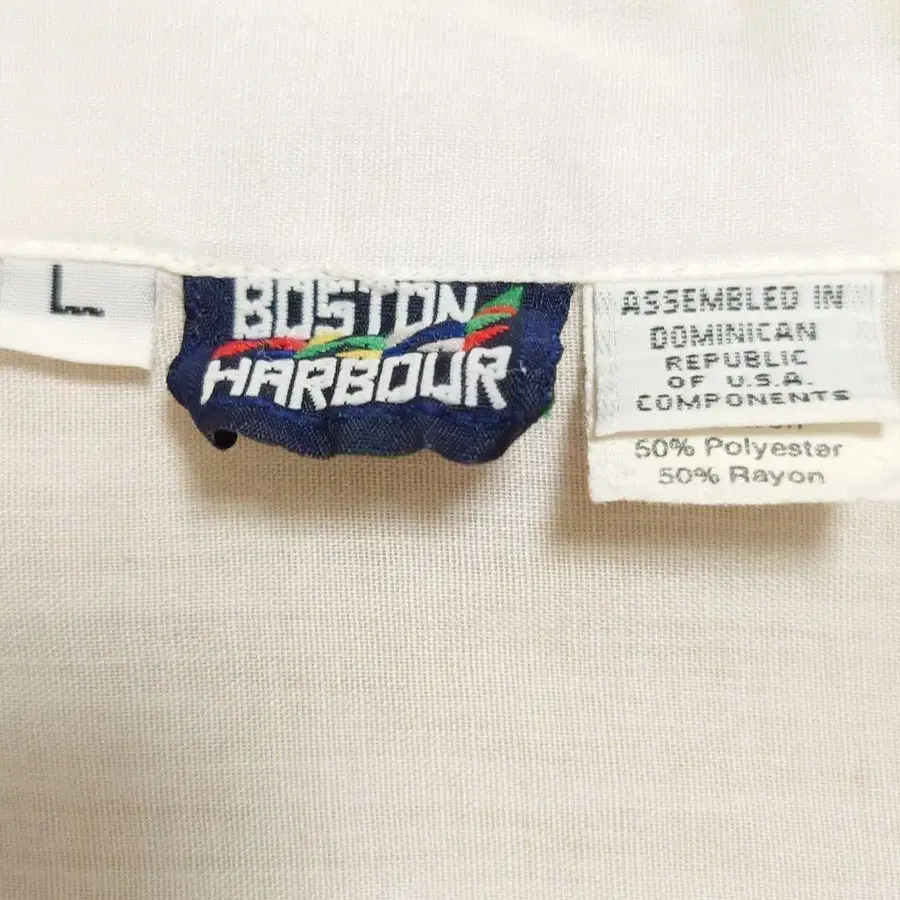 L
BOSTON
HARBOUR
ASSEMBLED IN
DOMINICAN
REPUBLIC
OF U.S.A.
COMPONENTS
50% Polyester
50% Rayon